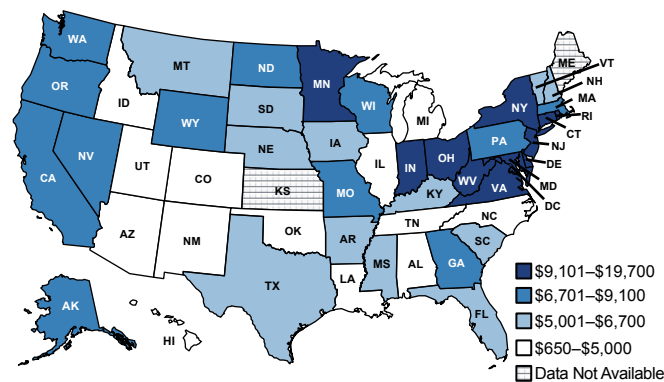 WA
MT
ND
MN
ME
VT
NH
OR
ID
SD
WI
MI
NY
MA
RI
WY
CT
NV
NE
IA
PA
NJ
UT
CO
IL
IN
OH
DE
CA
KS
MO
WV
VA
MD
KY
DC
AZ
NM
OK
AR
TN
NC
SC
MS
AL
GA
TX
LA
AK
HI
FL
$9,101–$19,700
$6,701–$9,100
$5,001–$6,700
$650–$5,000
Data Not Available